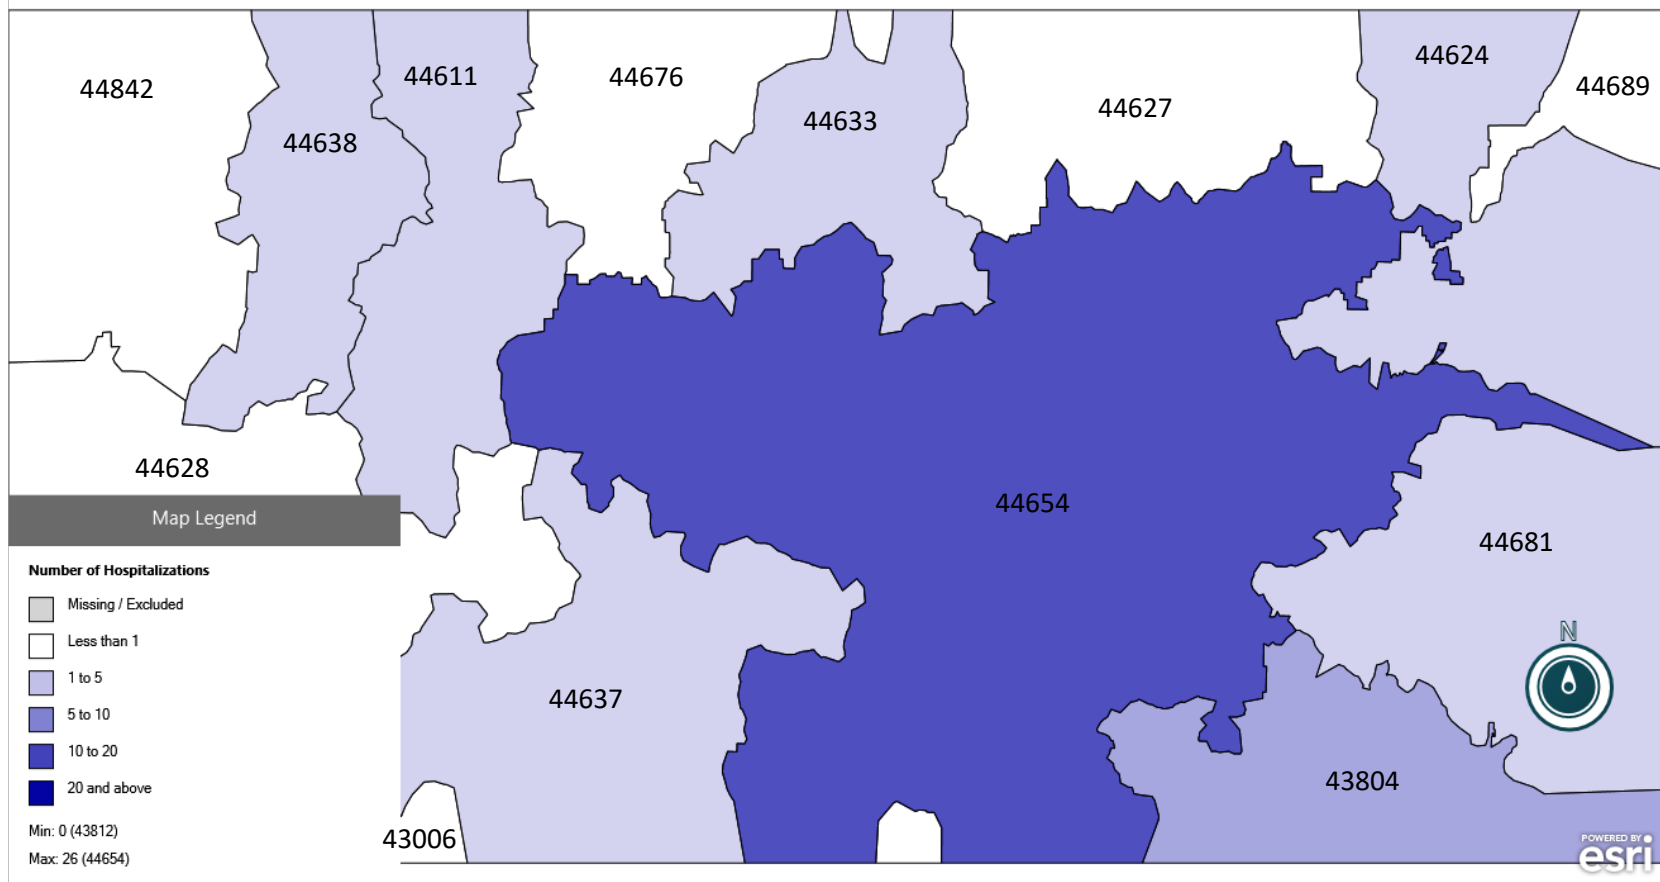 44842
44638
44611
44676
44633
44627
44624
44689
44628
44654
44681
44637
43804
43006
Map Legend
Number of Hospitalizations
Missing / Excluded
Less than 1
1 to 5
5 to 10
10 to 20
20 and above
Min: 0 (43812)
Max: 26 (44654)
N
POWERED BY
esri